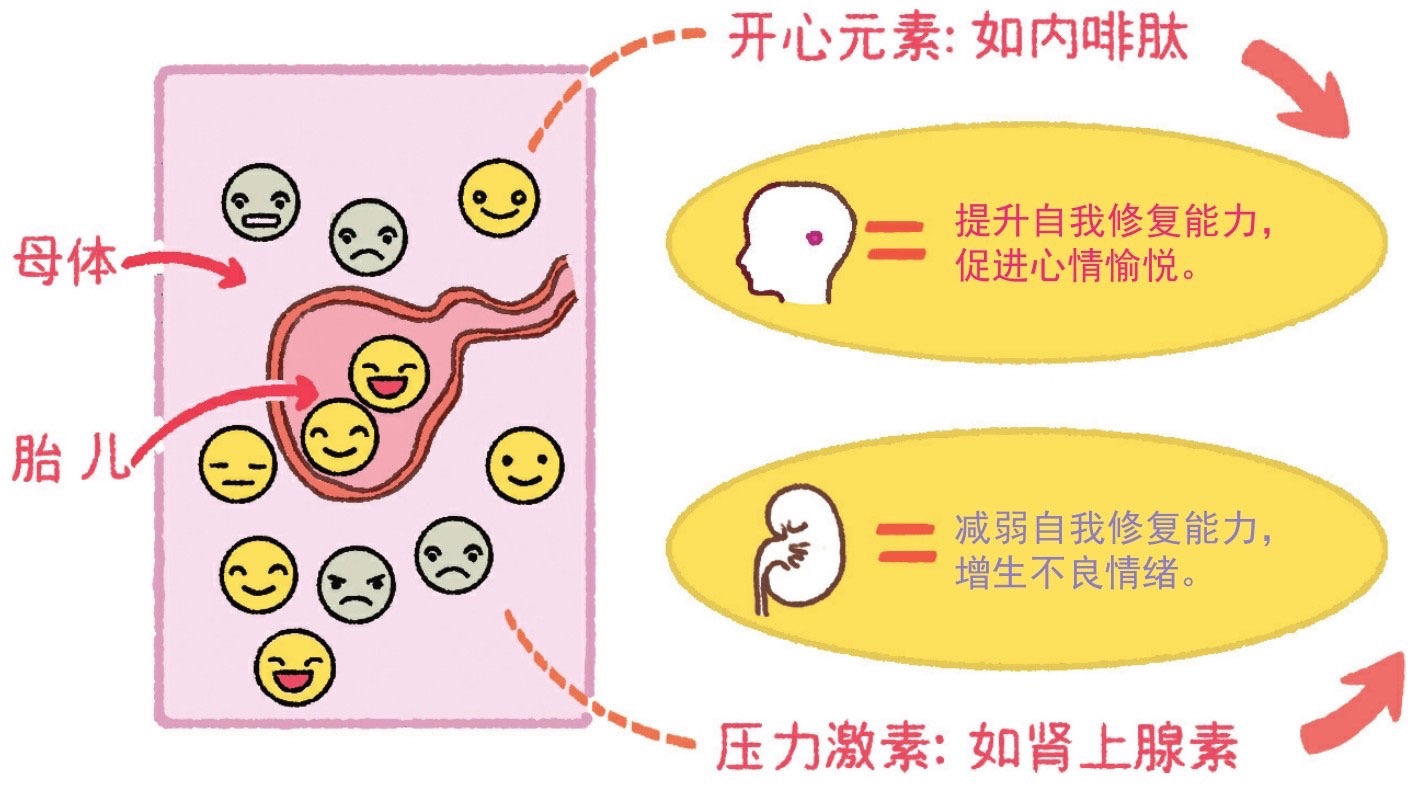 开心元素: 如内啡肽
提升自我修复能力，
促进心情愉悦。
母体
胎儿
减弱自我修复能力，
增生不良情绪。
压力激素: 如肾上腺素